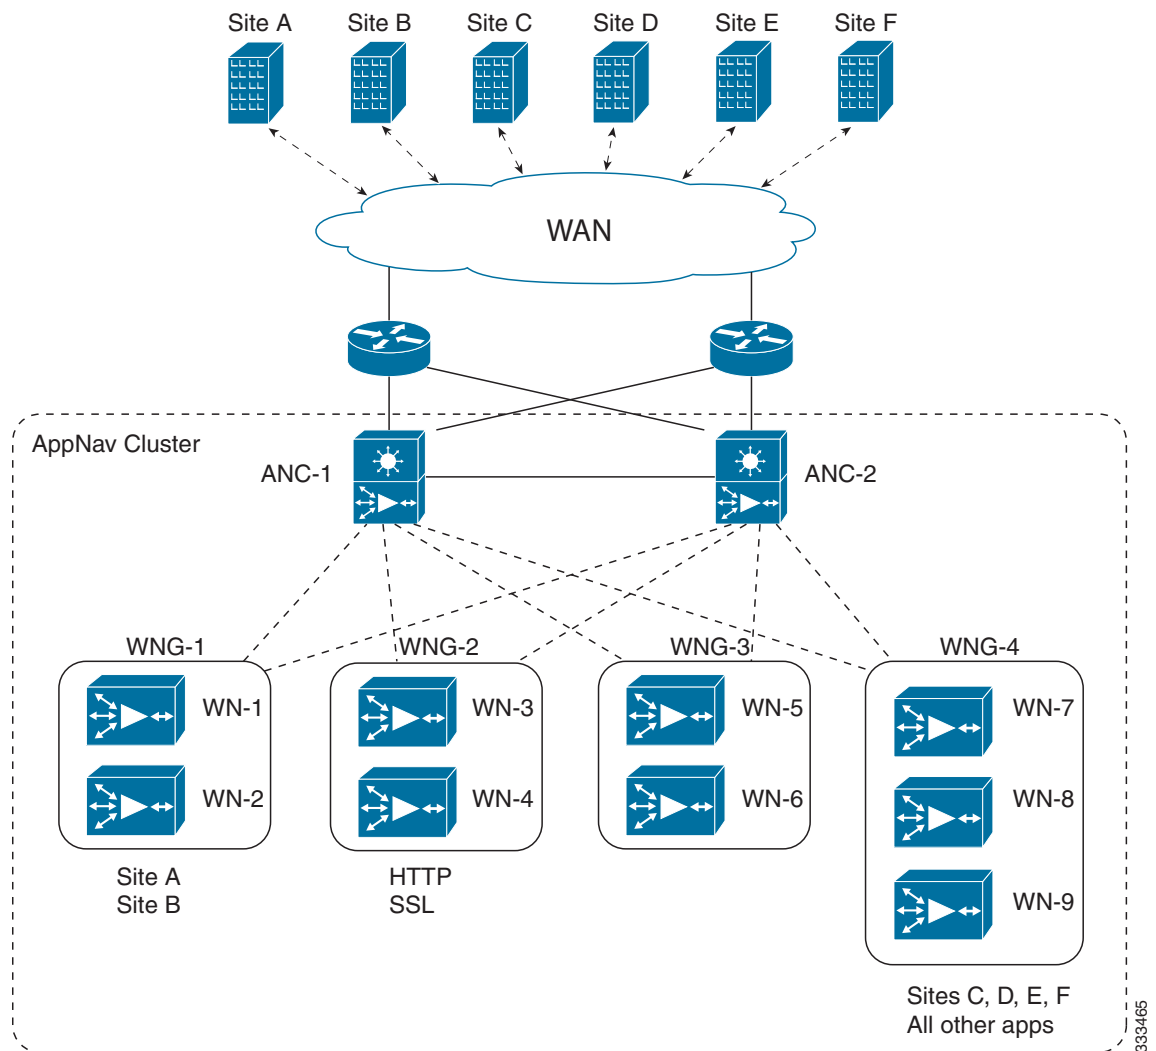 Site A
Site B
Site C
Site D
Site E
Site F
WAN
AppNav Cluster
ANC-1
ANC-2
WNG-1
WNG-2
WNG-3
WNG-4
WN-1
WN-2
WN-3
WN-4
WN-5
WN-6
WN-7
WN-8
WN-9
Site A
Site B
HTTP
SSL
Sites C, D, E, F
All other apps
333465